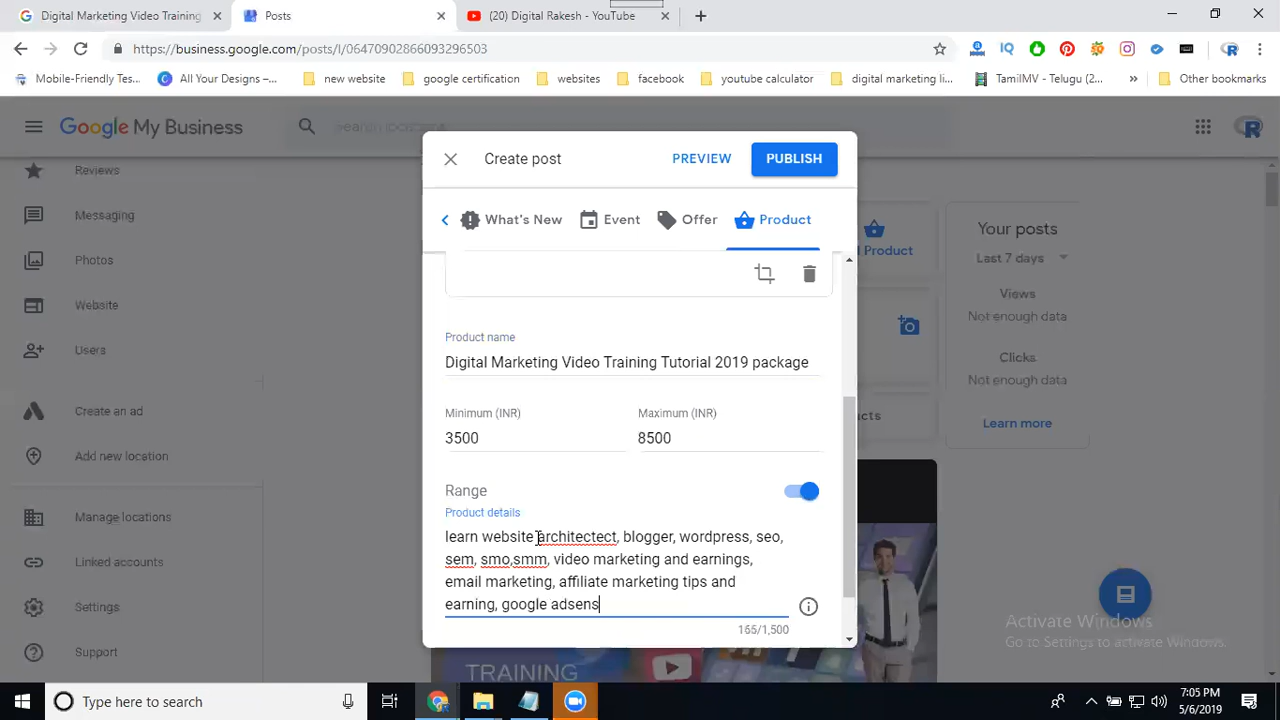 Digital Marketing Video Training
Posts
(20) Digital Rakesh - YouTube
https://business.google.com/posts/l/06470902866093296503
Mobile-Friendly Tes...
All Your Designs –...
new website
google certification
websites
facebook
youtube calculator
digital marketing li...
TamilMV - Telugu (2...
Other bookmarks
Google My Business
Create post
PREVIEW
PUBLISH
Reviews
What's New
Event
Offer
Product
Messaging
Product
Your posts
Last 7 days
Photos
Views
Not enough data
Website
Product name
Users
Digital Marketing Video Training Tutorial 2019 package
Clicks
Not enough data
Create an ad
Minimum (INR)
Maximum (INR)
Learn more
3500
8500
Add new location
Range
Product details
Manage locations
learn website architectect, blogger, wordpress, seo,
sem, smo,smm, video marketing and earnings,
Linked accounts
email marketing, affiliate marketing tips and
earning, google adsens
Settings
165/1,500
Activate Windows
Go to Settings to activate Windows.
Support
TRAINING
Type here to search
7:05 PM
5/6/2019